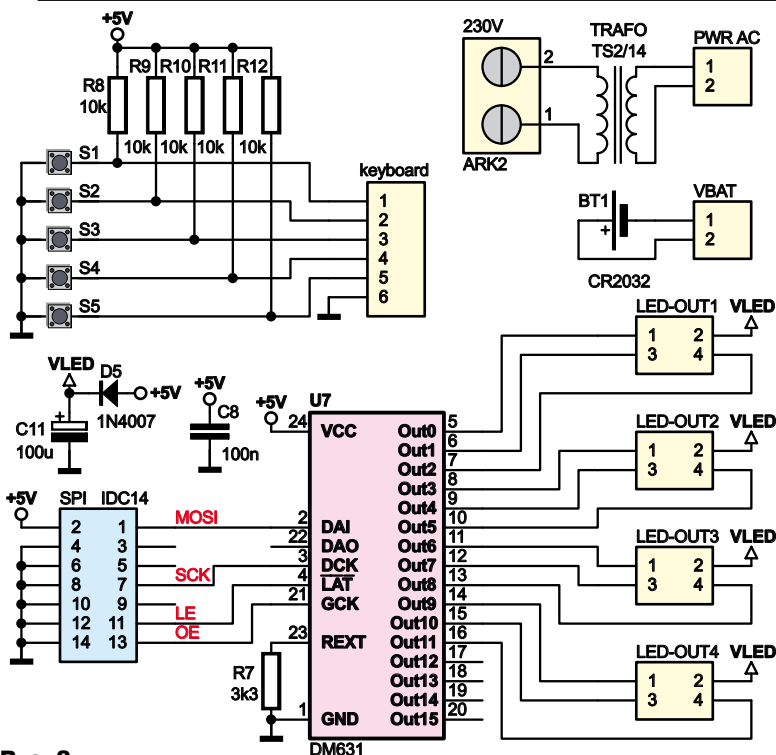 +5V
R8
10k
R9
R10
R11
R12
10k
10k
10k
10k
S1
S2
S3
S4
S5
keyboard
1
2
3
4
5
6
230V
2
1
ARK2
TRAFO
TS2/14
PWR AC
1
2
BT1
+
CR2032
VBAT
1
2
VLED
D5
+5V
1N4007
+
C11
100u
+5V
C8
100n
+5V
SPI IDC14
2 1
4 3
6 5
8 7
10 9
12 11
14 13
MOSI
SCK
LE
OE
+5V
U7
24 VCC
2 DAI
22 DAO
3 DCK
4 LAT
21 GCK
23 REXT
1 GND
R7
3k3
Out0 5
Out1 6
Out2 7
Out3 8
Out4 9
Out5 10
Out6 11
Out7 12
Out8 13
Out9 14
Out10 15
Out11 16
Out12 17
Out13 18
Out14 19
Out15 20
DM631
LED-OUT1
VLED
1 2
3 4
LED-OUT2
VLED
1 2
3 4
LED-OUT3
VLED
1 2
3 4
LED-OUT4
VLED
1 2
3 4